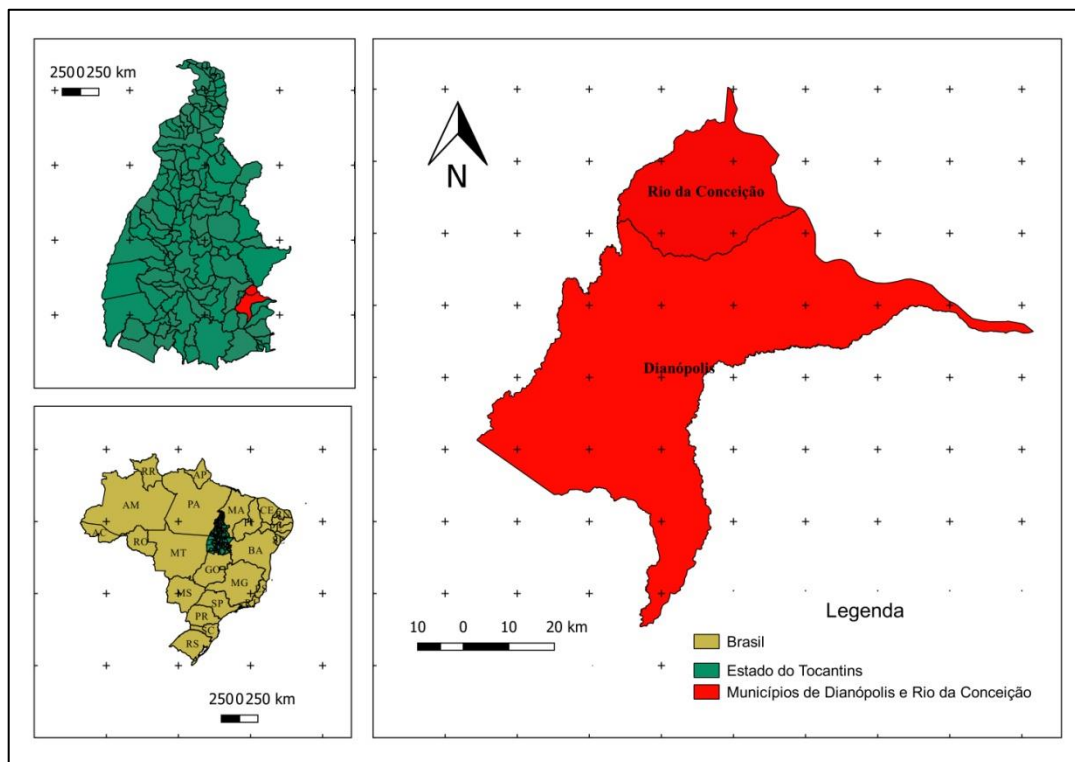 2500250 km
N
Rio da Conceição
Dianópolis
RR
AP
AM
PA
MA
CE
AC
RO
MT
BA
GO
MG
MS
SP
PR
SC
RS
2500250 km
10 0 10 20 km
Legenda
Brasil
Estado do Tocantins
Municípios de Dianópolis e Rio da Conceição